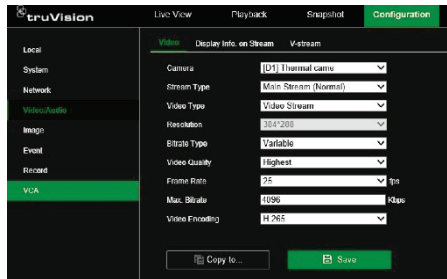 truVision
Live View Playback Snapshot Configuration
Local
System
Network
Video/Audio
Image
Event
Record
VCA
Video Display Info. on Stream V-stream
Camera [D1] Thermal came
Stream Type Main Stream (Normal)
Video Type Video Stream
Resolution 384*288
Bitrate Type Variable
Video Quality Highest
Frame Rate 25 fps
Max. Bitrate 4096 Kbps
Video Encoding H.265
Copy to... Save